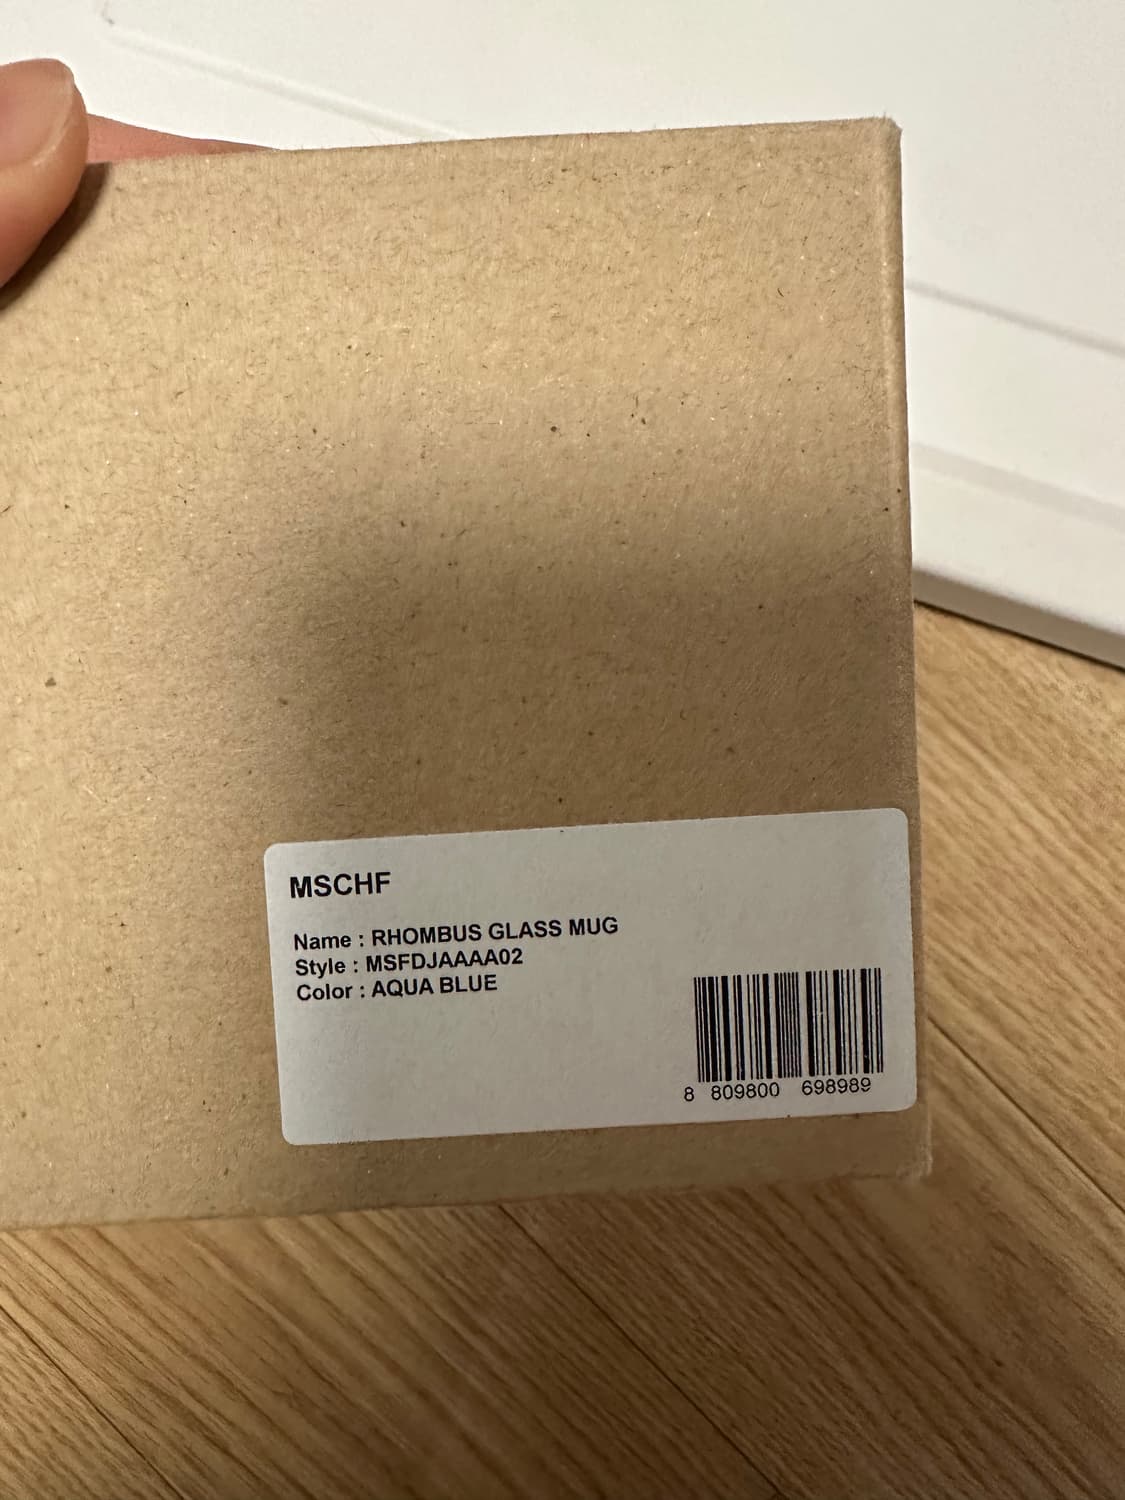 MSCHF
Name : RHOMBUS GLASS MUG
Style : MSFDJAAAA02
Color : AQUA BLUE
8 809800 698989